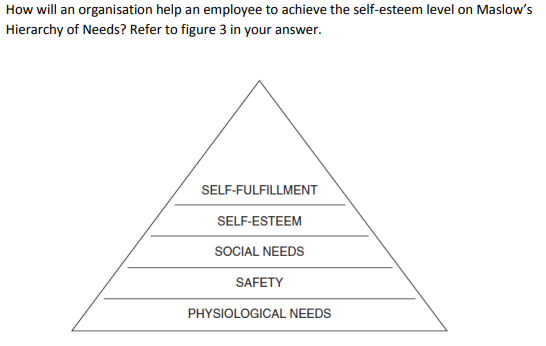 How will an organisation help an employee to achieve the self-esteem level on Maslow's
Hierarchy of Needs? Refer to figure 3 in your answer.
SELF-FULFILLMENT
SELF-ESTEEM
SOCIAL NEEDS
SAFETY
PHYSIOLOGICAL NEEDS